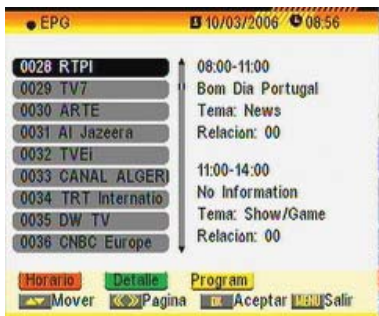 EPG 10/03/2006 08:56
0028 RTPI
0029 TV7
0030 ARTE
0031 Al Jazeera
0032 TVEi
0033 CANAL ALGERI
0034 TRT Internatio
0035 DW TV
0036 CNBC Europe
08:00-11:00
Bom Dia Portugal
Tema: News
Relacion: 00
11:00-14:00
No Information
Tema: Show/Game
Relacion: 00
Horario Detalle Program
Mover Pagina OK Aceptar MENU Salir